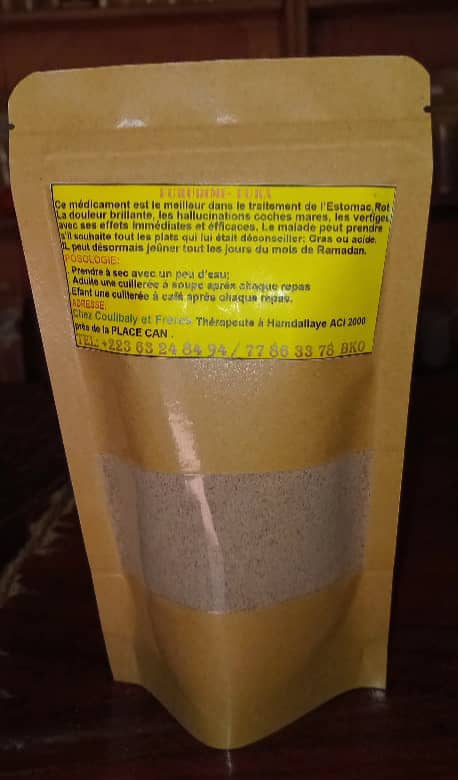 FURUDIMI- FURA
Ce médicament est le meilleur dans le traitement de l'Estomac, Rot
La douleur brillante, les hallucinations coches mares, les vertiges
avec ses effets immédiates et éfficaces. Le malade peut prendre
s'il souhaite tout les plats qui lui était déconseiller: Gras ou acide.
IL peut désormais jeûner tout les jours du mois de Ramadan.
POSOLOGIE:
Prendre à sec avec un peu d'eau;
Adulte une cuillerée à soupe après chaque repas
Efant une cuillerée à café après chaque repas.
ADRESSE:
Chez Coulibaly et Frères Thérapeute à Hamdallaye ACI 2000
près de la PLACE CAN .
TEL: +223 63 24 84 94 / 77 86 33 78 BKO